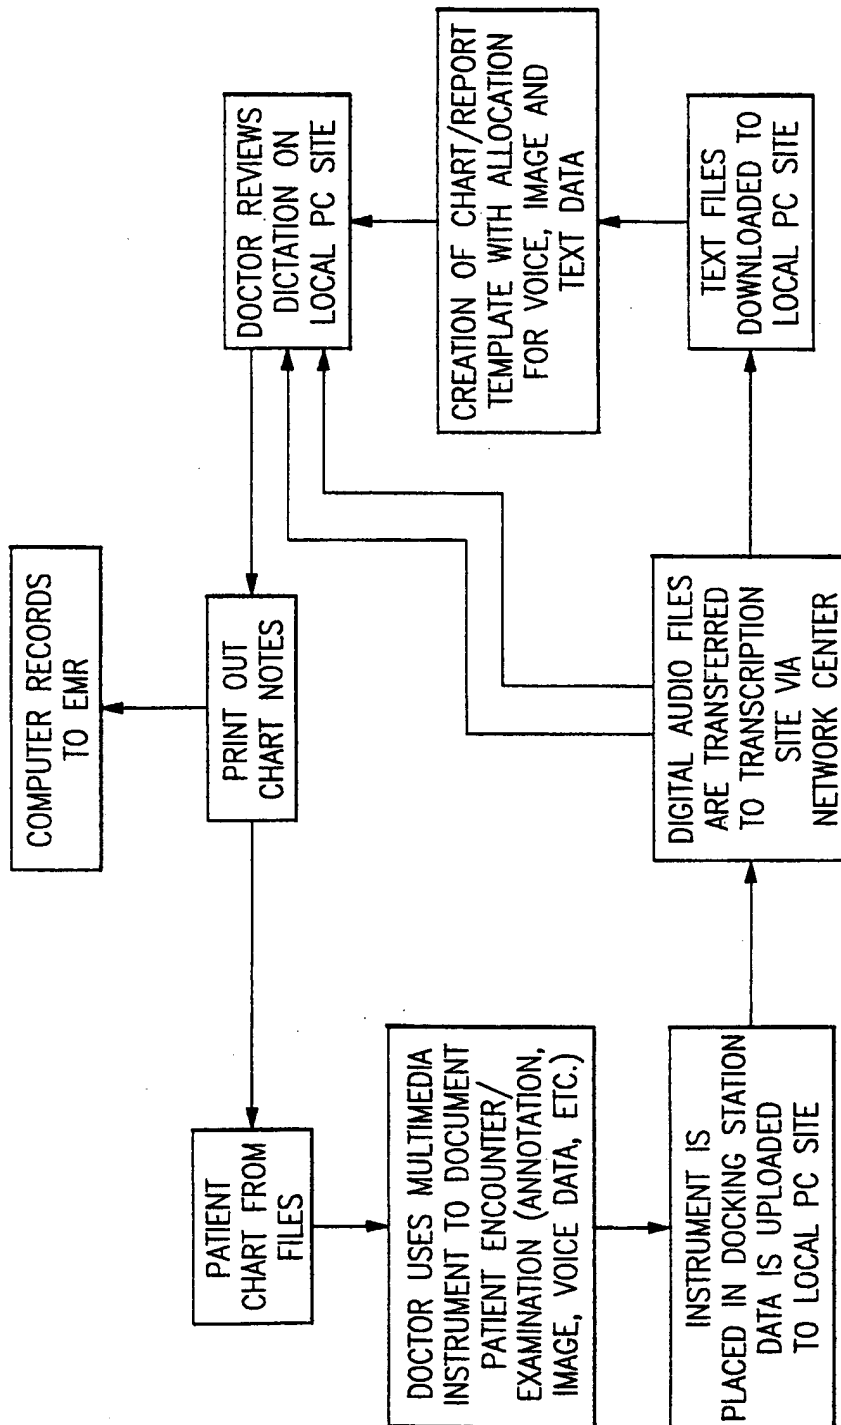 COMPUTER RECORDS
TO EMR
PATIENT
CHART FROM
FILES
PRINT OUT
CHART NOTES
DOCTOR REVIEWS
DICTATION ON
LOCAL PC SITE
DOCTOR USES MULTIMEDIA
INSTRUMENT TO DOCUMENT
PATIENT ENCOUNTER/
EXAMINATION (ANNOTATION,
IMAGE, VOICE DATA, ETC.)
CREATION OF CHART/REPORT
TEMPLATE WITH ALLOCATION
FOR VOICE, IMAGE AND
TEXT DATA
INSTRUMENT IS
PLACED IN DOCKING STATION
DATA IS UPLOADED
TO LOCAL PC SITE
DIGITAL AUDIO FILES
ARE TRANSFERRED
TO TRANSCRIPTION
SITE VIA
NETWORK CENTER
TEXT FILES
DOWNLOADED TO
LOCAL PC SITE